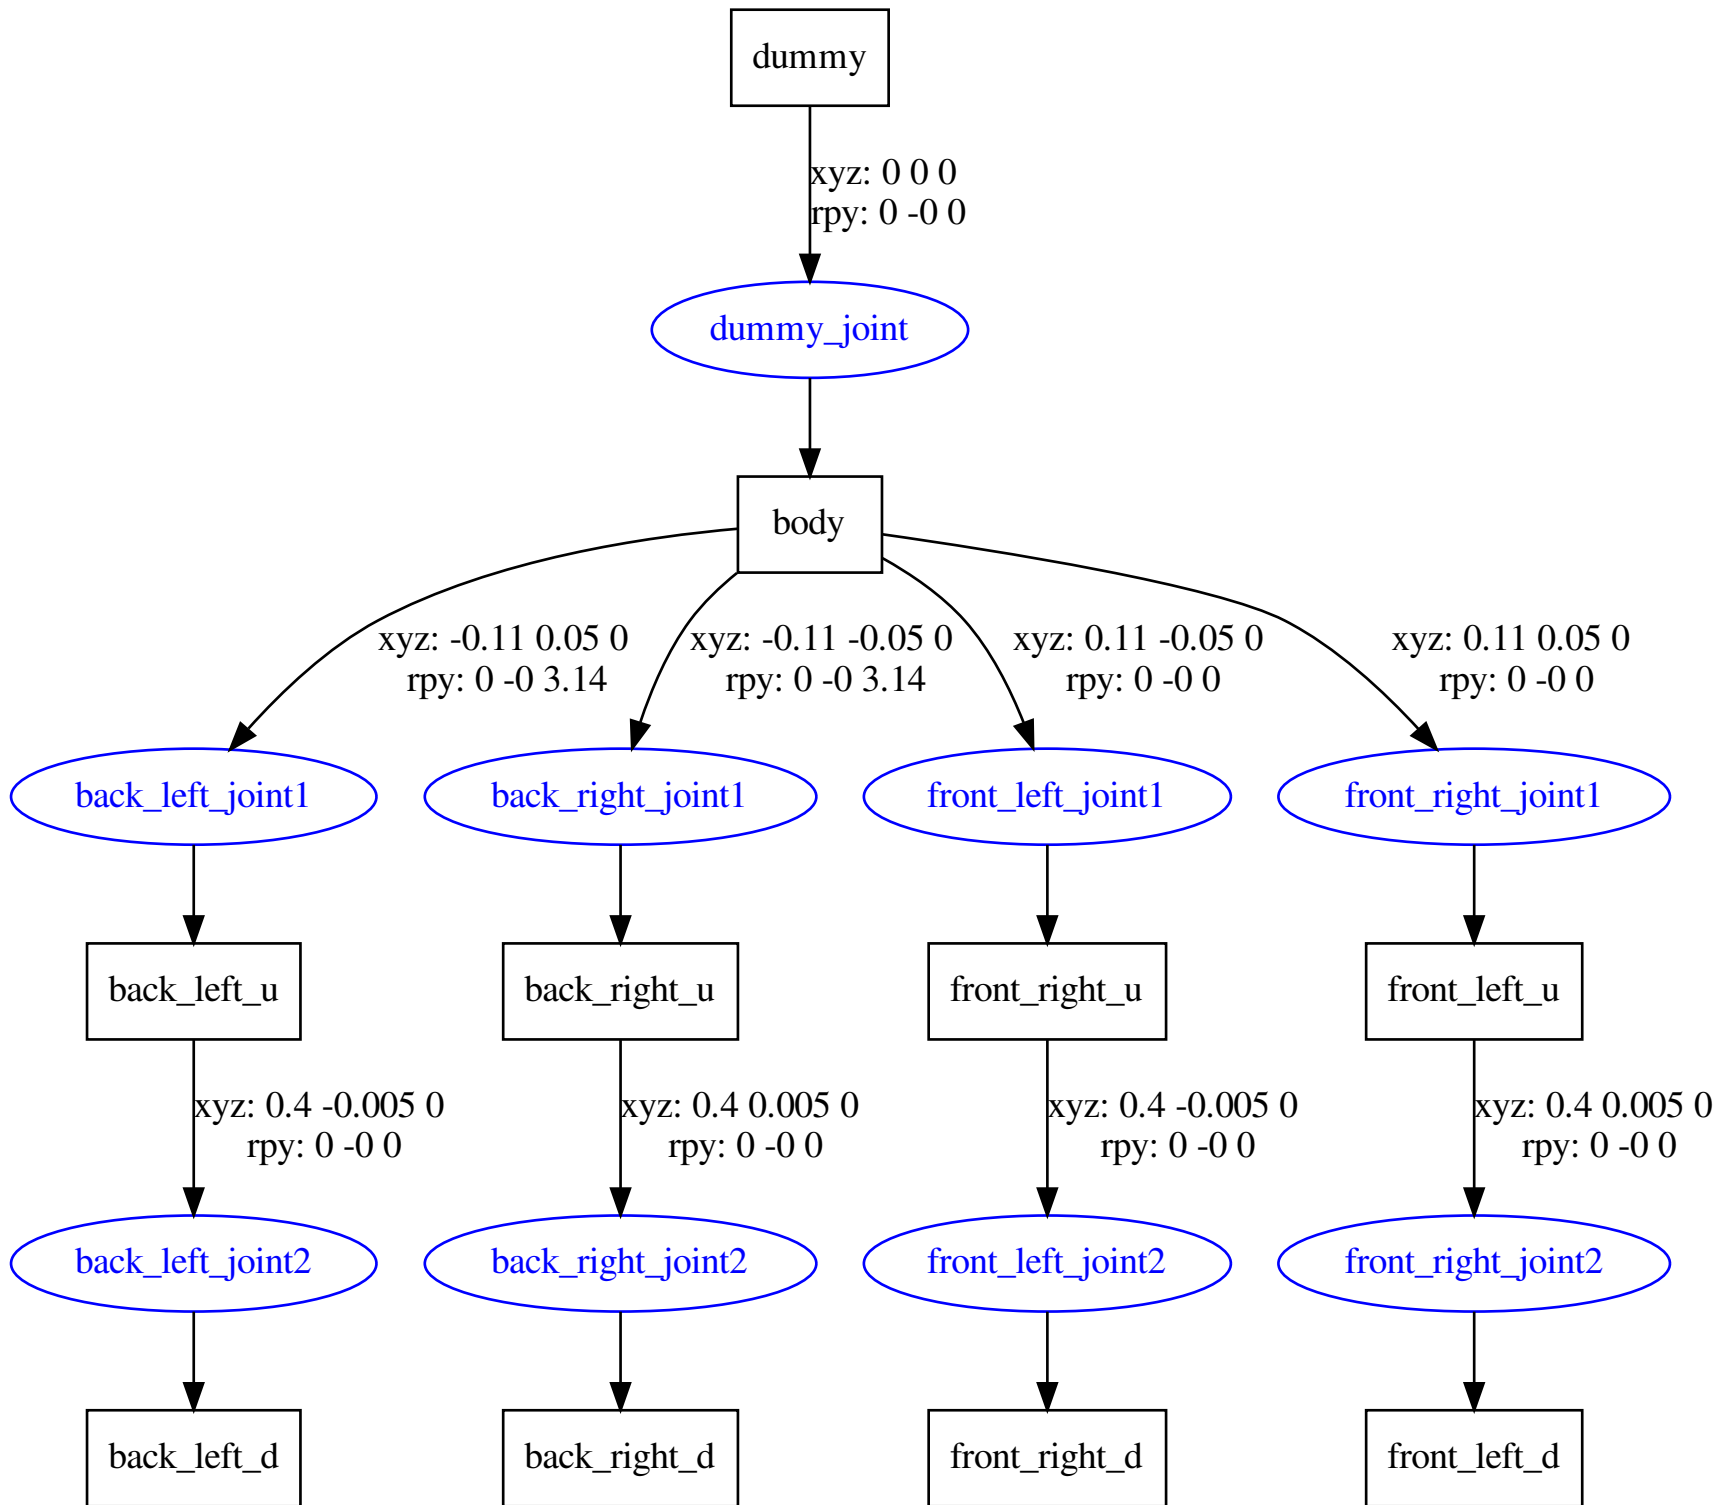 dummy
xyz: 0 0 0
rpy: 0 -0 0
dummy_joint
body
xyz: -0.11 0.05 0
rpy: 0 -0 3.14
xyz: -0.11 -0.05 0
rpy: 0 -0 3.14
xyz: 0.11 -0.05 0
rpy: 0 -0 0
xyz: 0.11 0.05 0
rpy: 0 -0 0
back_left_joint1
back_right_joint1
front_left_joint1
front_right_joint1
back_left_u
back_right_u
front_right_u
front_left_u
xyz: 0.4 -0.005 0
rpy: 0 -0 0
xyz: 0.4 0.005 0
rpy: 0 -0 0
xyz: 0.4 -0.005 0
rpy: 0 -0 0
xyz: 0.4 0.005 0
rpy: 0 -0 0
back_left_joint2
back_right_joint2
front_left_joint2
front_right_joint2
back_left_d
back_right_d
front_right_d
front_left_d